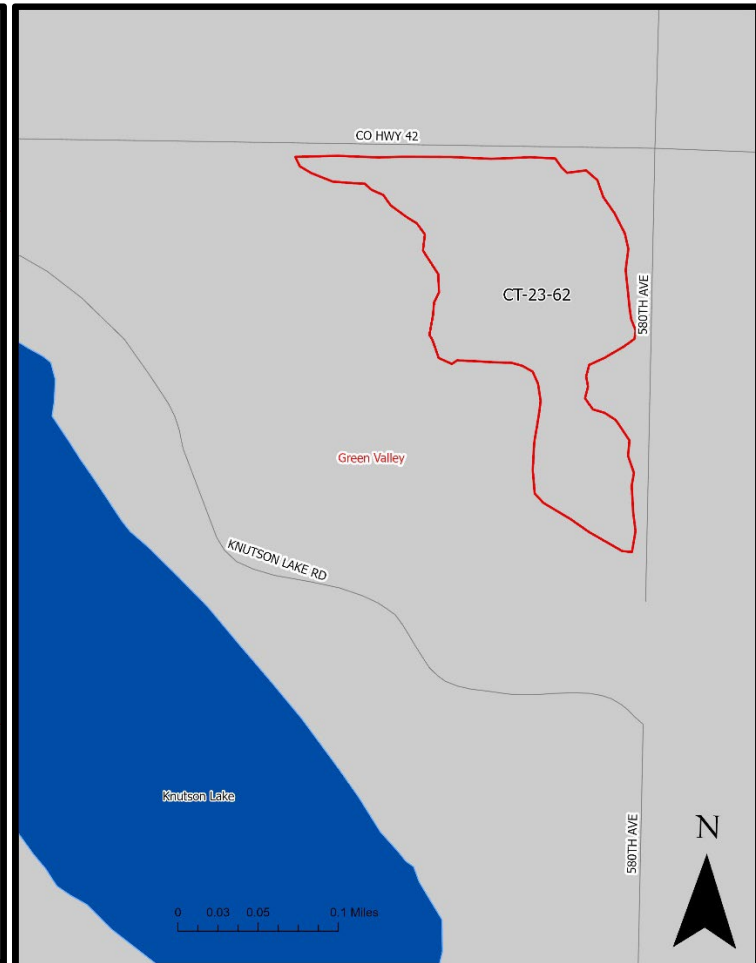 CO HWY 42
CT-23-62
580TH AVE
Green Valley
KNUTSON LAKE RD
Knutson Lake
580TH AVE
N
0 0.03 0.05 0.1 Miles